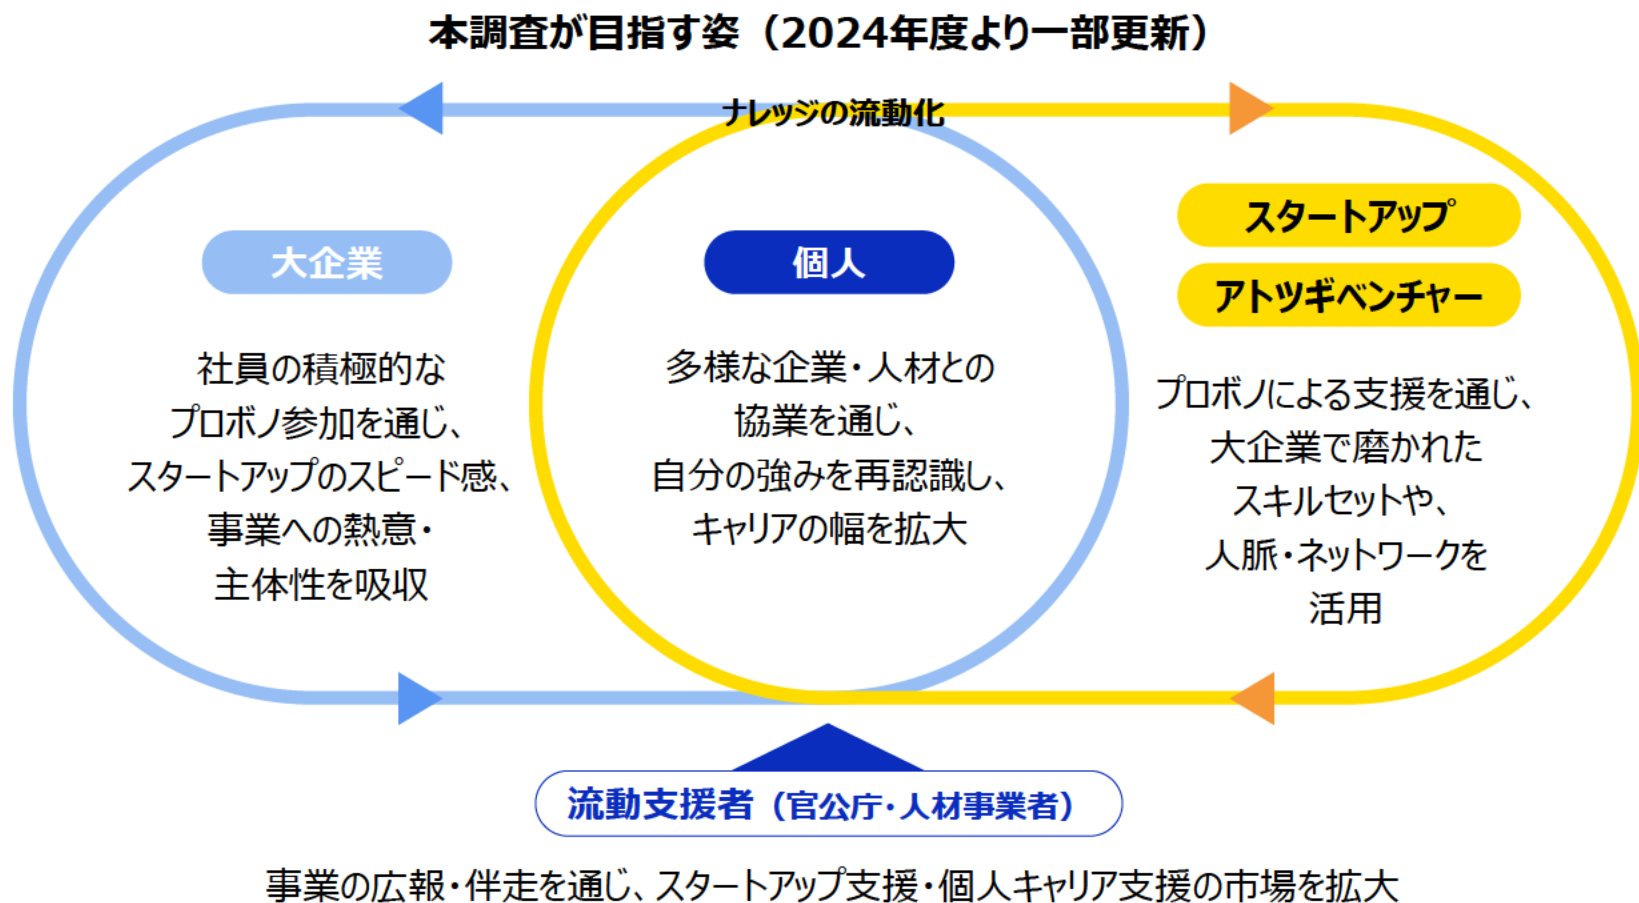 本調査が目指す姿（2024年度より一部更新）
ナレッジの流動化
大企業
社員の積極的な
プロボノ参加を通じ、
スタートアップのスピード感、
事業への熱意・
主体性を吸収
個人
多様な企業・人材との
協業を通じ、
自分の強みを再認識し、
キャリアの幅を拡大
スタートアップ
アトツギベンチャー
プロボノによる支援を通じ、
大企業で磨かれた
スキルセットや、
人脈・ネットワークを
活用
流動支援者（官公庁・人材事業者）
事業の広報・伴走を通じ、スタートアップ支援・個人キャリア支援の市場を拡大